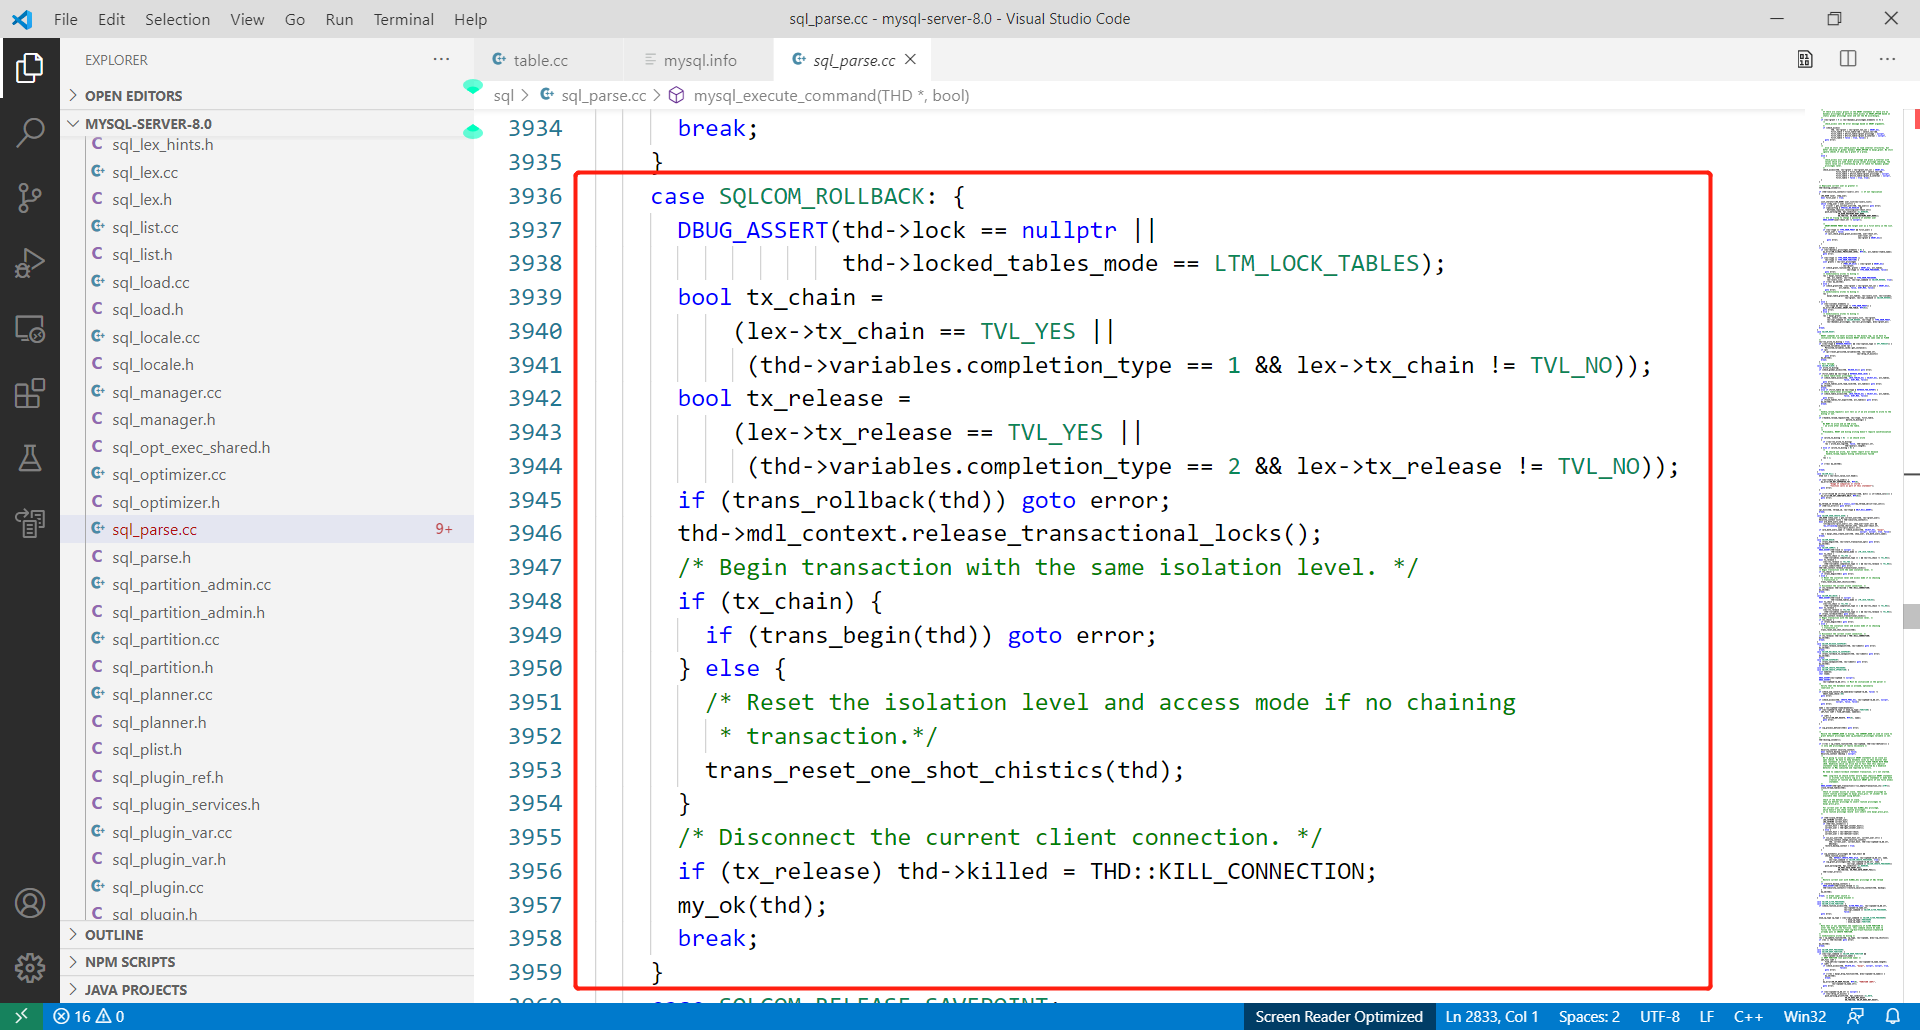 File Edit Selection View Go Run Terminal Help
sql_parse.cc - mysql-server-8.0 - Visual Studio Code
EXPLORER
OPEN EDITORS
MYSQL-SERVER-8.0
sql_lex_hints.h
sql_lex.cc
sql_lex.h
sql_list.cc
sql_list.h
sql_load.cc
sql_load.h
sql_locale.cc
sql_locale.h
sql_manager.cc
sql_manager.h
sql_opt_exec_shared.h
sql_optimizer.cc
sql_optimizer.h
sql_parse.cc 9+
sql_parse.h
sql_partition_admin.cc
sql_partition_admin.h
sql_partition.cc
sql_partition.h
sql_planner.cc
sql_planner.h
sql_plist.h
sql_plugin_ref.h
sql_plugin_services.h
sql_plugin_var.cc
sql_plugin_var.h
sql_plugin.cc
sql_plugin.h
OUTLINE
NPM SCRIPTS
JAVA PROJECTS
table.cc mysql.info sql_parse.cc
sql > sql_parse.cc > mysql_execute_command(THD *, bool)
3934 break;
3935 }
3936 case SQLCOM_ROLLBACK: {
3937 DBUG_ASSERT(thd->lock == nullptr ||
3938 thd->locked_tables_mode == LTM_LOCK_TABLES);
3939 bool tx_chain =
3940 (lex->tx_chain == TVL_YES ||
3941 (thd->variables.completion_type == 1 && lex->tx_chain != TVL_NO));
3942 bool tx_release =
3943 (lex->tx_release == TVL_YES ||
3944 (thd->variables.completion_type == 2 && lex->tx_release != TVL_NO));
3945 if (trans_rollback(thd)) goto error;
3946 thd->mdl_context.release_transactional_locks();
3947 /* Begin transaction with the same isolation level. */
3948 if (tx_chain) {
3949 if (trans_begin(thd)) goto error;
3950 } else {
3951 /* Reset the isolation level and access mode if no chaining
3952 * transaction.*/
3953 trans_reset_one_shot_chistics(thd);
3954 }
3955 /* Disconnect the current client connection. */
3956 if (tx_release) thd->killed = THD::KILL_CONNECTION;
3957 my_ok(thd);
3958 break;
3959 }
3960 case SQLCOM_RELEASE_SAVEPOINT:
16 0 Screen Reader Optimized Ln 2833, Col 1 Spaces: 2 UTF-8 LF C++ Win32